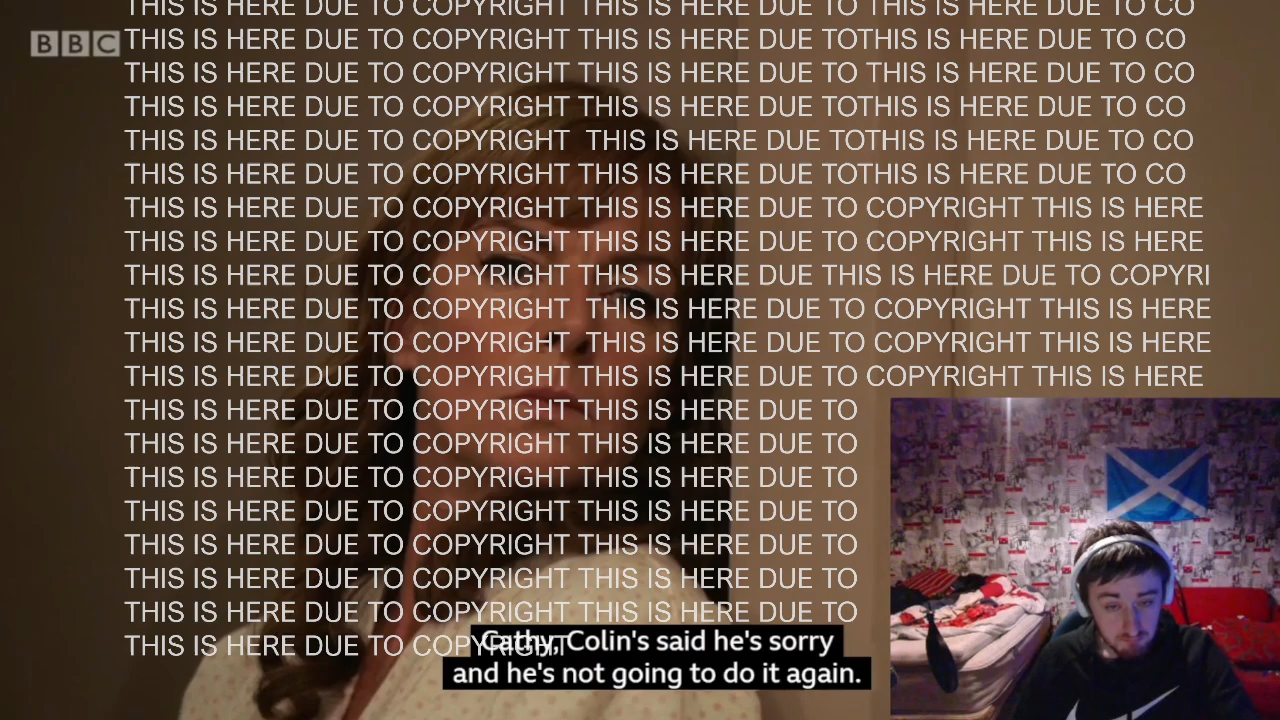 THIS IS HERE DUE TO COPYRIGHT THIS IS HERE DUE TO THIS IS HERE DUE TO CO
BBC
THIS IS HERE DUE TO COPYRIGHT THIS IS HERE DUE TOTHIS IS HERE DUE TO CO
THIS IS HERE DUE TO COPYRIGHT THIS IS HERE DUE TO THIS IS HERE DUE TO CO
THIS IS HERE DUE TO COPYRIGHT THIS IS HERE DUE TOTHIS IS HERE DUE TO CO
THIS IS HERE DUE TO COPYRIGHT  THIS IS HERE DUE TOTHIS IS HERE DUE TO CO
THIS IS HERE DUE TO COPYRIGHT THIS IS HERE DUE TOTHIS IS HERE DUE TO CO
THIS IS HERE DUE TO COPYRIGHT THIS IS HERE DUE TO COPYRIGHT THIS IS HERE
THIS IS HERE DUE TO COPYRIGHT THIS IS HERE DUE TO COPYRIGHT THIS IS HERE
THIS IS HERE DUE TO COPYRIGHT THIS IS HERE DUE THIS IS HERE DUE TO COPYRI
THIS IS HERE DUE TO COPYRIGHT  THIS IS HERE DUE TO COPYRIGHT THIS IS HERE
THIS IS HERE DUE TO COPYRIGHT  THIS IS HERE DUE TO COPYRIGHT THIS IS HERE
THIS IS HERE DUE TO COPYRIGHT THIS IS HERE DUE TO COPYRIGHT THIS IS HERE
THIS IS HERE DUE TO COPYRIGHT THIS IS HERE DUE TO
THIS IS HERE DUE TO COPYRIGHT THIS IS HERE DUE TO
THIS IS HERE DUE TO COPYRIGHT THIS IS HERE DUE TO
THIS IS HERE DUE TO COPYRIGHT THIS IS HERE DUE TO
THIS IS HERE DUE TO COPYRIGHT THIS IS HERE DUE TO
THIS IS HERE DUE TO COPYRIGHT THIS IS HERE DUE TO
THIS IS HERE DUE TO COPYRIGHT THIS IS HERE DUE TO
THIS IS HERE DUE TO COPYRIGHT
Cathy, Colin's said he's sorry
and he's not going to do it again.